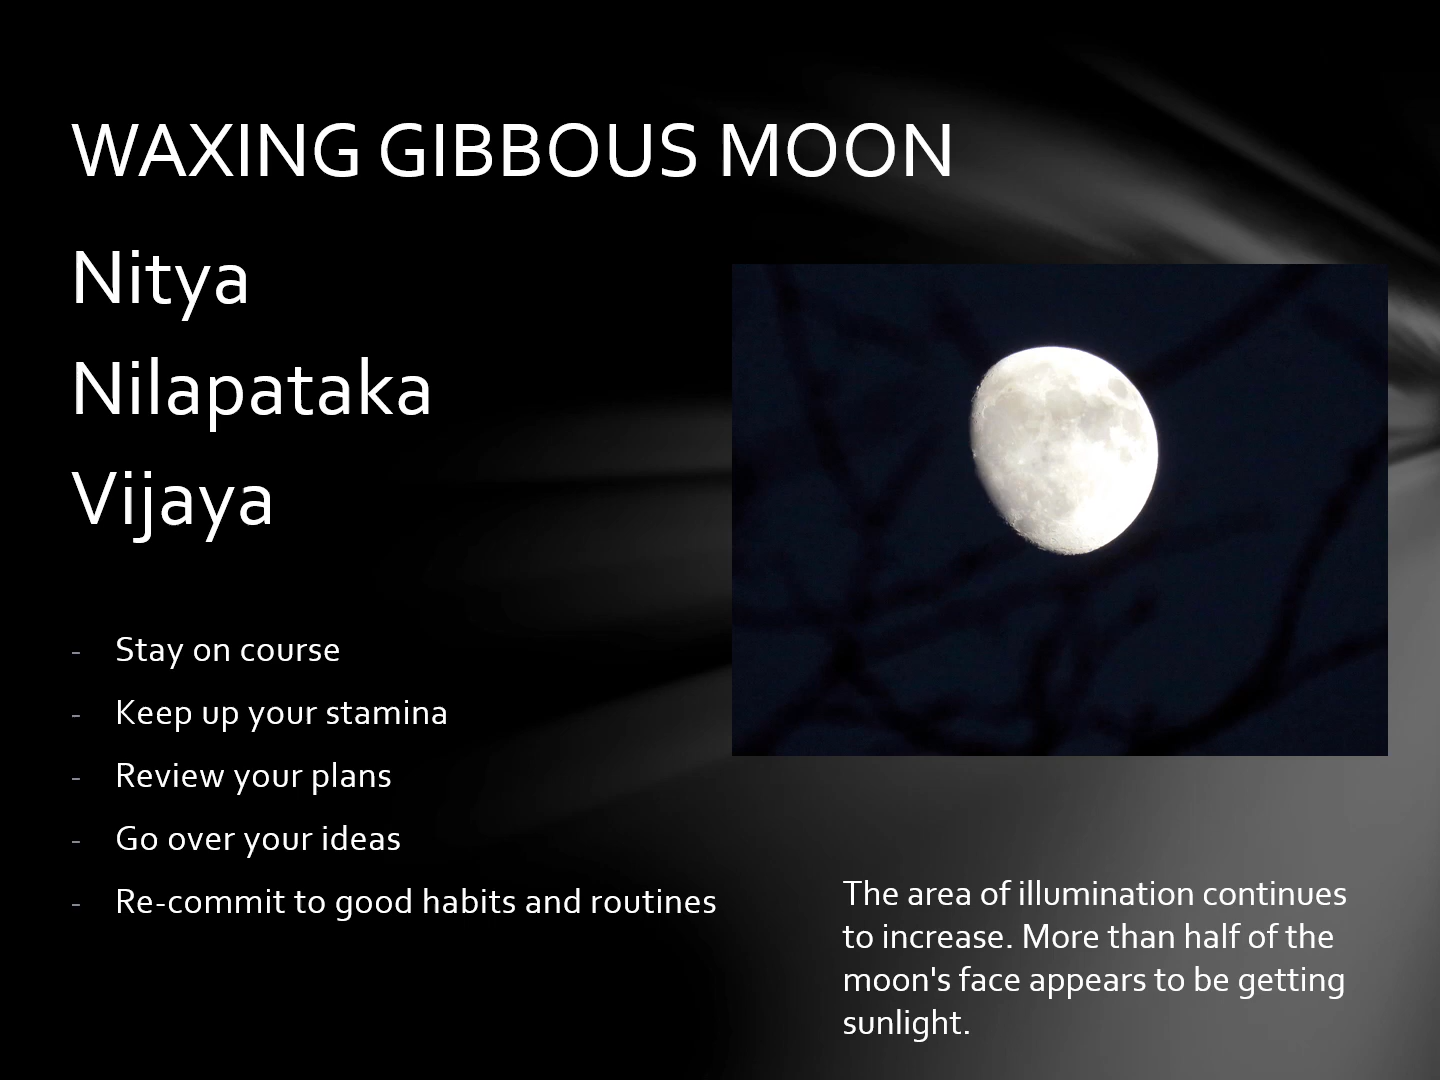 WAXING GIBBOUS MOON
Nitya
Nilapataka
Vijaya
- Stay on course
- Keep up your stamina
- Review your plans
- Go over your ideas
- Re-commit to good habits and routines
The area of illumination continues
to increase. More than half of the
moon's face appears to be getting
sunlight.